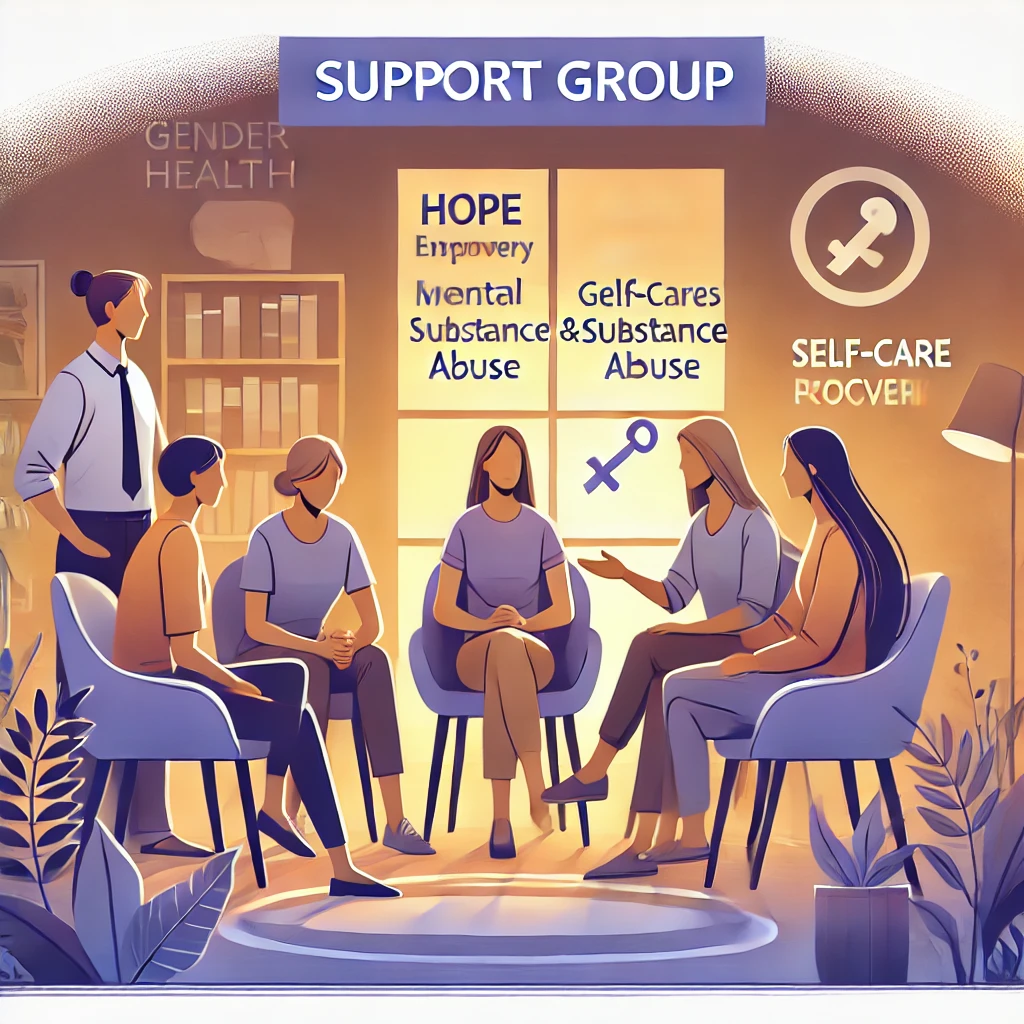 SUPPORT GROUP
GENDER
HEALTH
HOPE
Mental
Substance
Abuse
Gelf-Cares
&Substance
Abuse
SELF-CARE